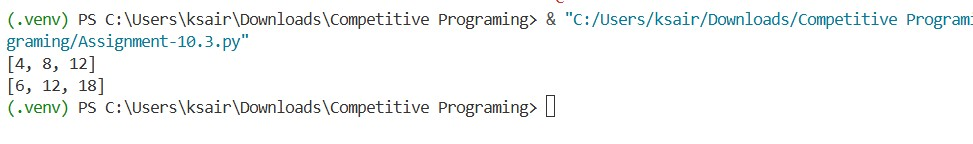 (.venv) PS C:\Users\ksair\Downloads\Competitive Programing> & "C:/Users/ksair/Downloads/Competitive Programi
graming/Assignment-10.3.py"
[4, 8, 12]
[6, 12, 18]
(.venv) PS C:\Users\ksair\Downloads\Competitive Programing>